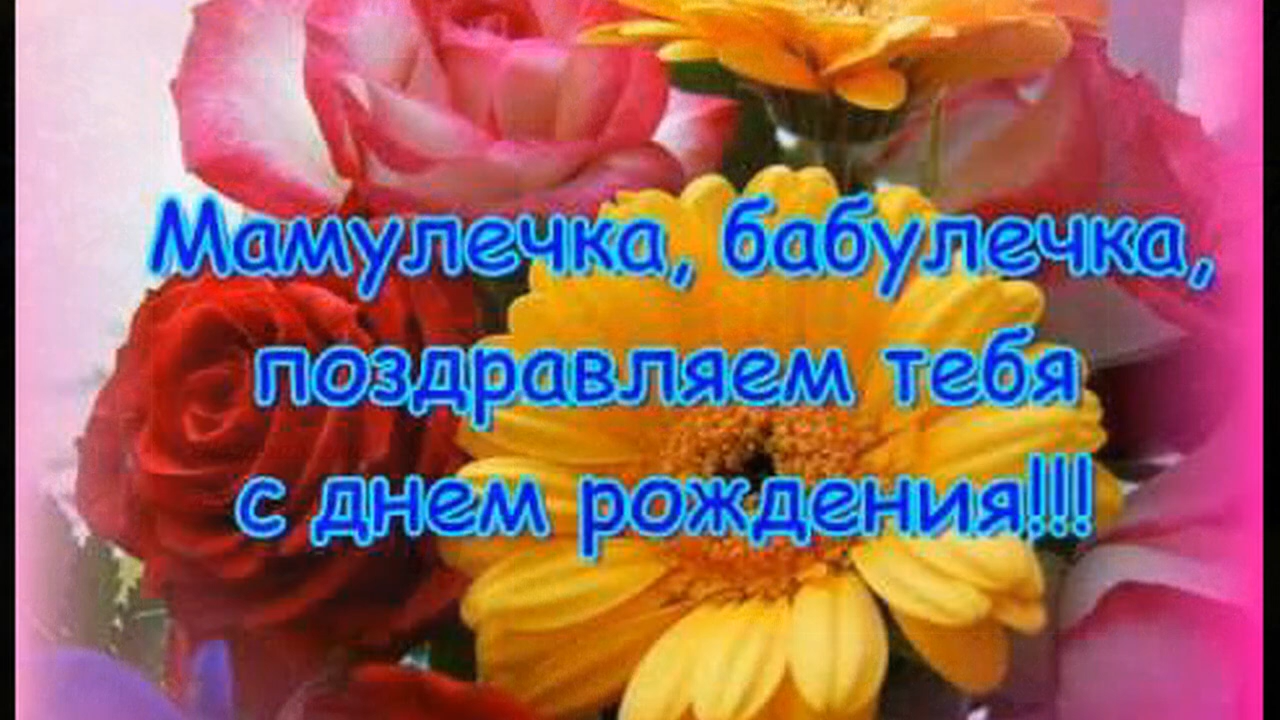 Мамулечка, бабулечка,
поздравляем тебя
с днем рождения!!!